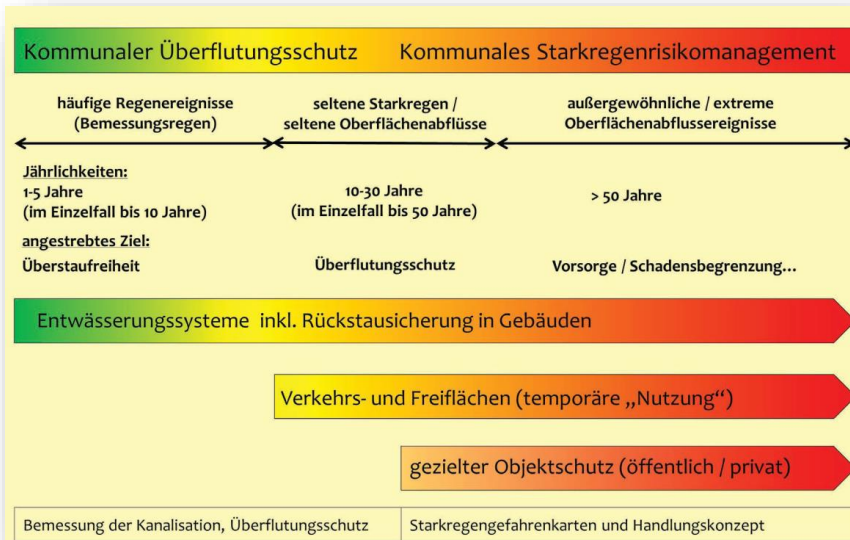 Kommunaler Überflutungsschutz Kommunales Starkregenrisikomanagement
häufige Regenereignisse
(Bemessungsregen)
seltene Starkregen /
seltene Oberflächenabflüsse
außergewöhnliche / extreme
Oberflächenabflussereignisse
Jährlichkeiten:
1-5 Jahre
(im Einzelfall bis 10 Jahre)
10-30 Jahre
(im Einzelfall bis 50 Jahre)
> 50 Jahre
angestrebtes Ziel:
Überstaufreiheit
Überflutungsschutz
Vorsorge / Schadensbegrenzung...
Entwässerungssysteme inkl. Rückstausicherung in Gebäuden
Verkehrs- und Freiflächen (temporäre „Nutzung“)
gezielter Objektschutz (öffentlich / privat)
Bemessung der Kanalisation, Überflutungsschutz
Starkregengefahrenkarten und Handlungskonzept